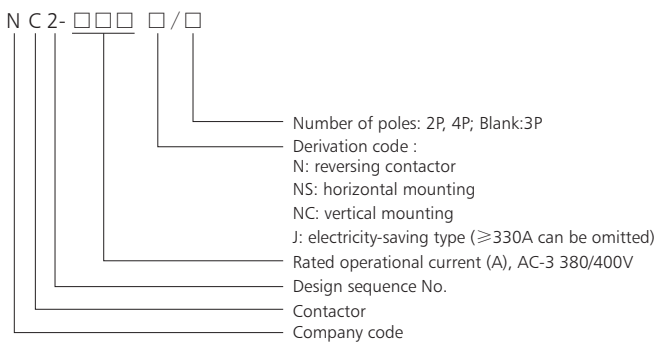 N C 2- □□□ □/□
Number of poles: 2P, 4P; Blank:3P
Derivation code :
N: reversing contactor
NS: horizontal mounting
NC: vertical mounting
J: electricity-saving type (≥330A can be omitted)
Rated operational current (A), AC-3 380/400V
Design sequence No.
Contactor
Company code